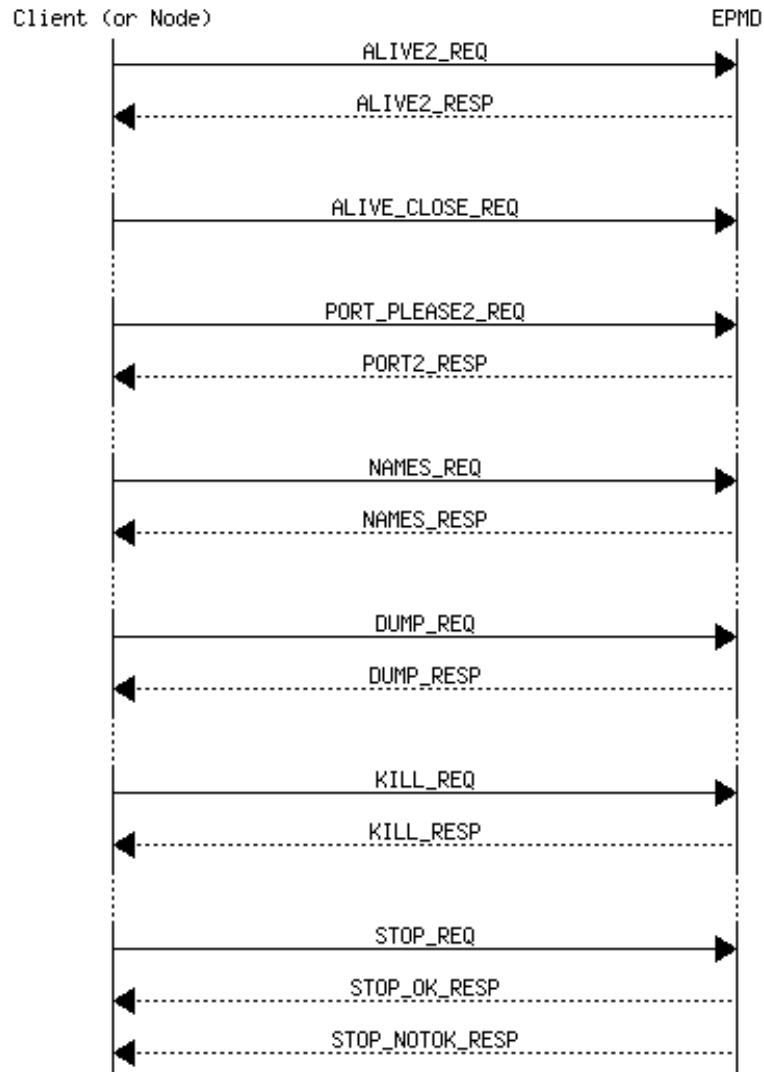 Client (or Node) EPMD
ALIVE2_REQ
ALIVE2_RESP
ALIVE_CLOSE_REQ
PORT_PLEASE2_REQ
PORT2_RESP
NAMES_REQ
NAMES_RESP
DUMP_REQ
DUMP_RESP
KILL_REQ
KILL_RESP
STOP_REQ
STOP_OK_RESP
STOP_NOTOK_RESP